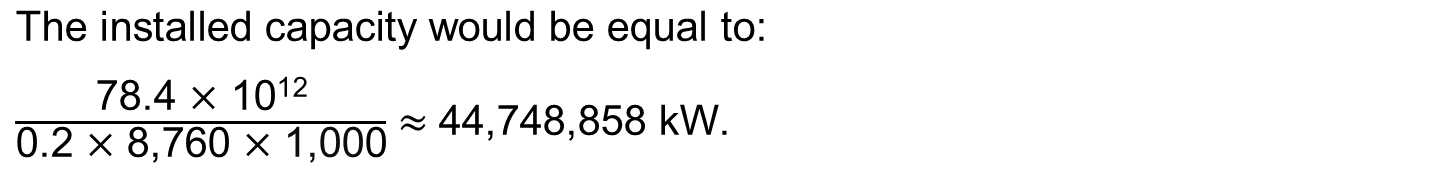 The installed capacity would be equal to:
78.4 × 10¹²
0.2 × 8,760 × 1,000 ≈ 44,748,858 kW.